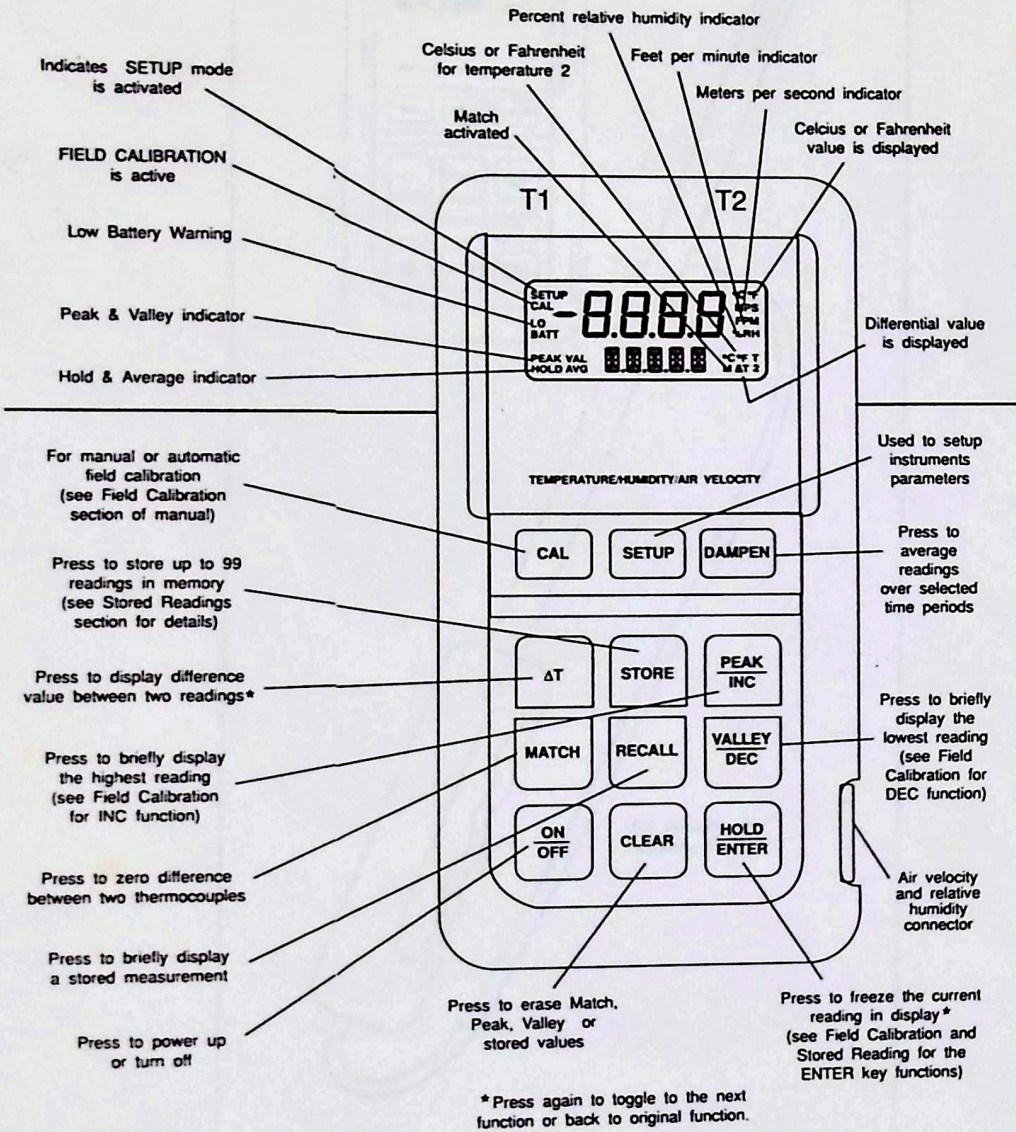 Percent relative humidity indicator
Celsius or Fahrenheit
for temperature 2
Feet per minute indicator
Indicates SETUP mode
is activated
Meters per second indicator
Match
activated
Celcius or Fahrenheit
value is displayed
FIELD CALIBRATION
is active
T1
T2
Low Battery Warning
SETUP
CAL
LO
BATT
PEAK VAL
HOLD AVG
-8.8.8.8
°C °F
MPS
FPM
%RH
°C °F T
M ΔT 2
Peak & Valley indicator
Differential value
is displayed
Hold & Average indicator
For manual or automatic
field calibration
(see Field Calibration
section of manual)
Used to setup
instruments
parameters
TEMPERATURE/HUMIDITY/AIR VELOCITY
CAL
SETUP
DAMPEN
Press to
average
readings
over selected
time periods
Press to store up to 99
readings in memory
(see Stored Readings
section for details)
ΔT
STORE
PEAK
INC
Press to display difference
value between two readings*
Press to briefly
display the
lowest reading
(see Field
Calibration for
DEC function)
MATCH
RECALL
VALLEY
DEC
Press to briefly display
the highest reading
(see Field Calibration
for INC function)
ON
OFF
CLEAR
HOLD
ENTER
Press to zero difference
between two thermocouples
Air velocity
and relative
humidity
connector
Press to briefly display
a stored measurement
Press to erase Match,
Peak, Valley or
stored values
Press to freeze the current
reading in display*
(see Field Calibration and
Stored Reading for the
ENTER key functions)
Press to power up
or turn off
*Press again to toggle to the next
function or back to original function.